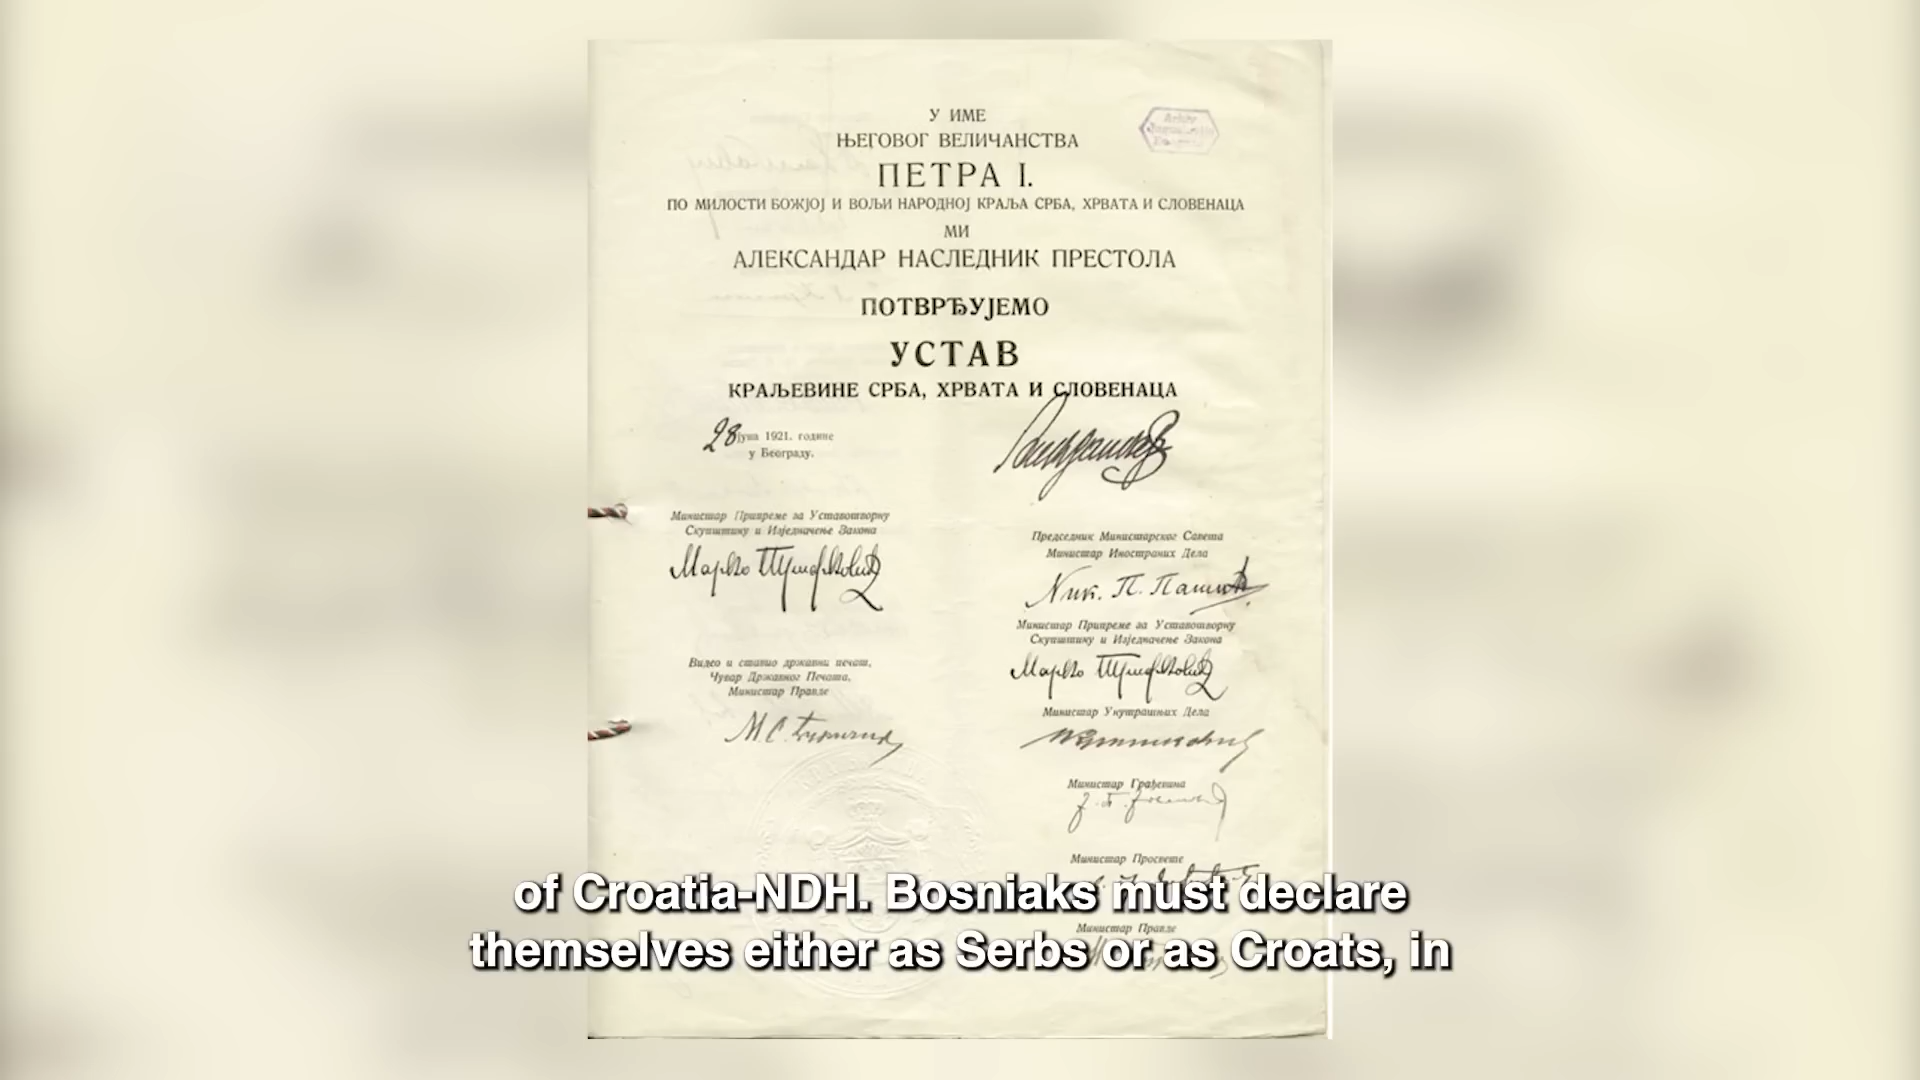 У ИМЕ
ЊЕГОВОГ ВЕЛИЧАНСТВА
ПЕТРА I.
ПО МИЛОСТИ БОЖЈОЈ И ВОЉИ НАРОДНОЈ КРАЉА СРБА, ХРВАТА И СЛОВЕНАЦА
МИ
АЛЕКСАНДАР НАСЛЕДНИК ПРЕСТОЛА
ПОТВРЂУЈЕМО
УСТАВ
КРАЉЕВИНЕ СРБА, ХРВАТА И СЛОВЕНАЦА
28 јуна 1921. године
у Београду.
Министар Припреме за Уставотворну
Скупштину и Изједначење Закона
Марко
Видео и ставио државни печат,
Чувар Државног Печата,
Министар Правде
М С.
Председник Министарског Савета
Министар Иностраних Дела
Ник. П. Пашић
Министар Припреме за Уставотворну
Скупштину и Изједначење Закона
Марко
Министар Унутрашњих Дела
Министар Грађевина
Министар Просвете
Министар Правде
of Croatia-NDH. Bosniaks must declare
themselves either as Serbs or as Croats, in